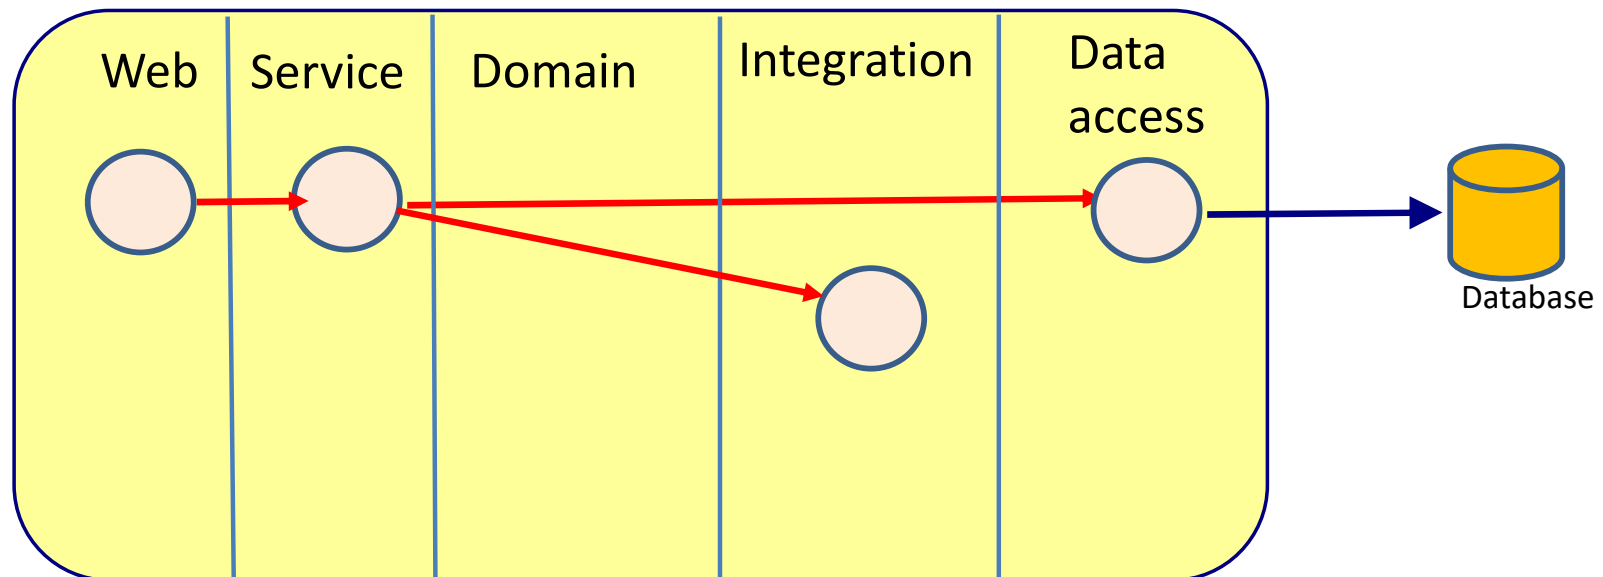 Web
Service
Domain
Integration
Data
access
Database